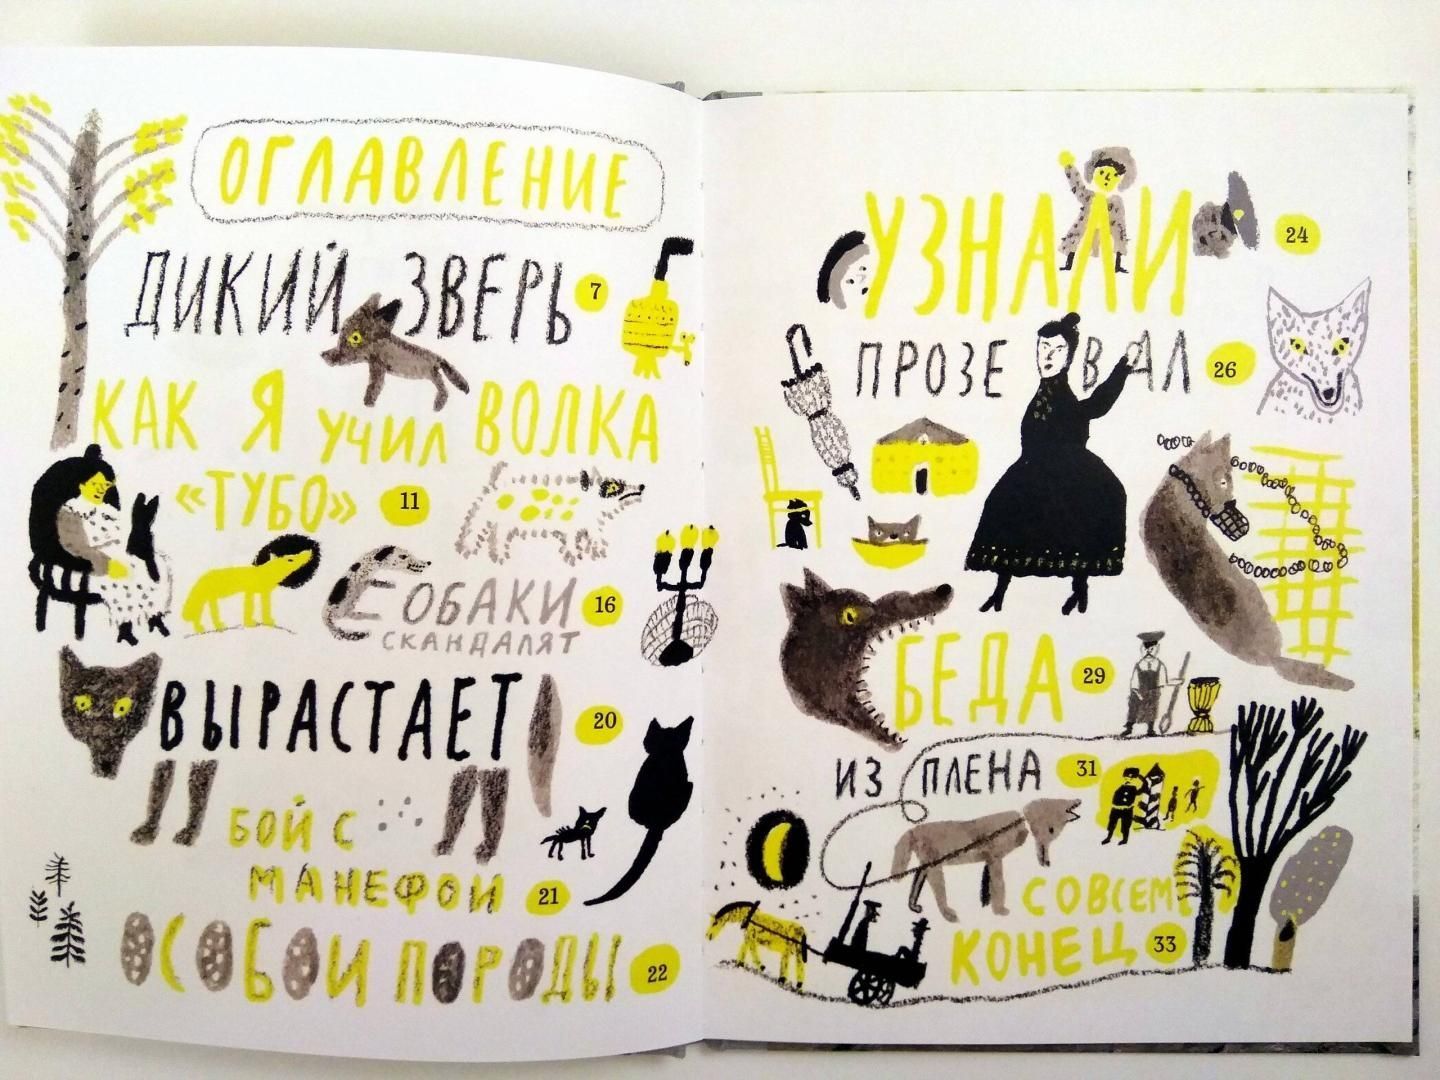 ОГЛАВЛЕНИЕ
ДИКИЙ ЗВЕРЬ 7
КАК Я УЧИЛ ВОЛКА
«ТУБО» 11
СОБАКИ 16
СКАНДАЛЯТ
ВЫРАСТАЕТ 20
БОЙ С
МАНЕФОЙ 21
ОСОБОЙ ПОРОДЫ 22
УЗНАЛИ 24
ПРОЗЕВАЛ 26
БЕДА 29
ИЗ ПЛЕНА 31
СОВСЕМ
КОНЕЦ 33